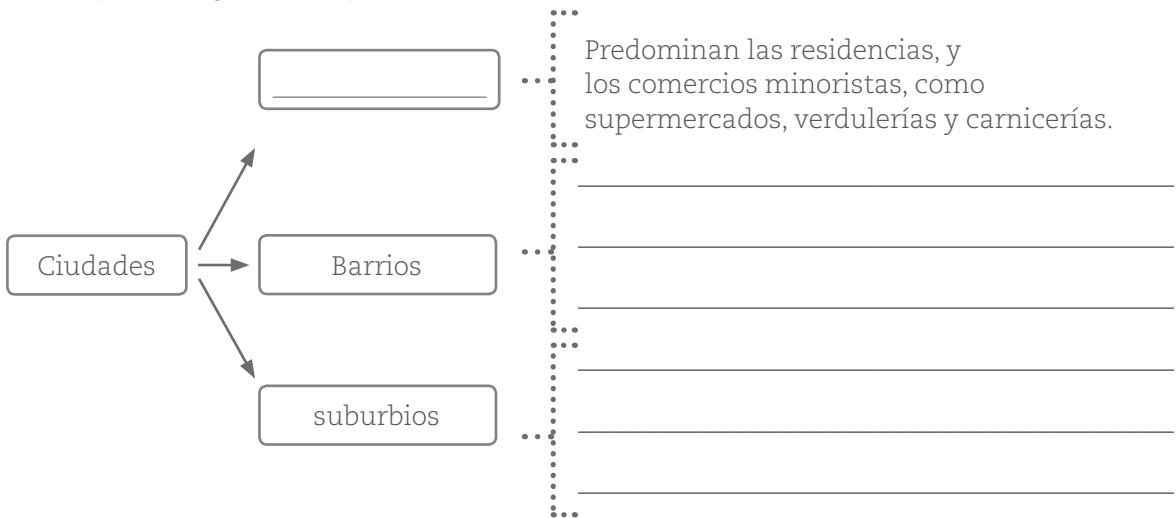 Predominan las residencias, y
los comercios minoristas, como
supermercados, verdulerías y carnicerías.
Ciudades
Barrios
suburbios